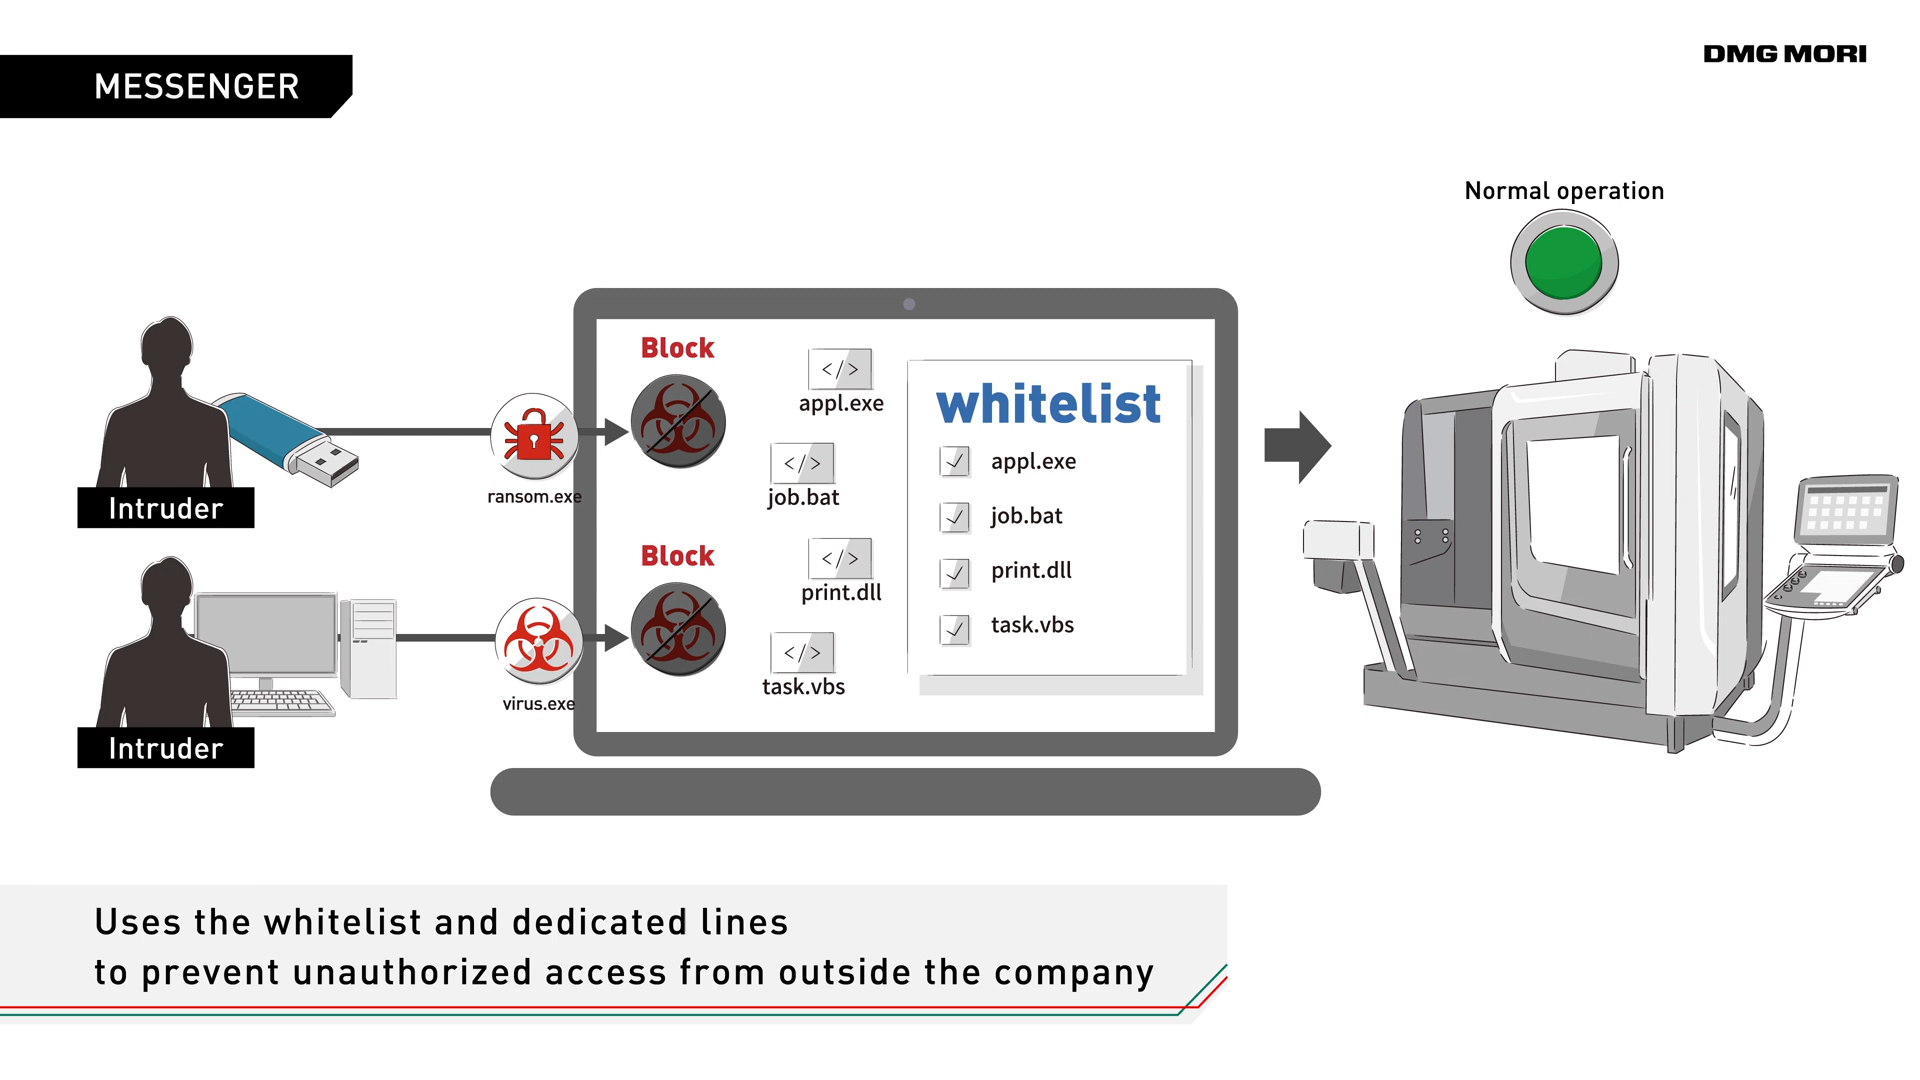 MESSENGER
DMG MORI
Normal operation
Intruder
ransom.exe
Block
appl.exe
job.bat
Intruder
virus.exe
Block
print.dll
task.vbs
whitelist
appl.exe
job.bat
print.dll
task.vbs
Uses the whitelist and dedicated lines
to prevent unauthorized access from outside the company